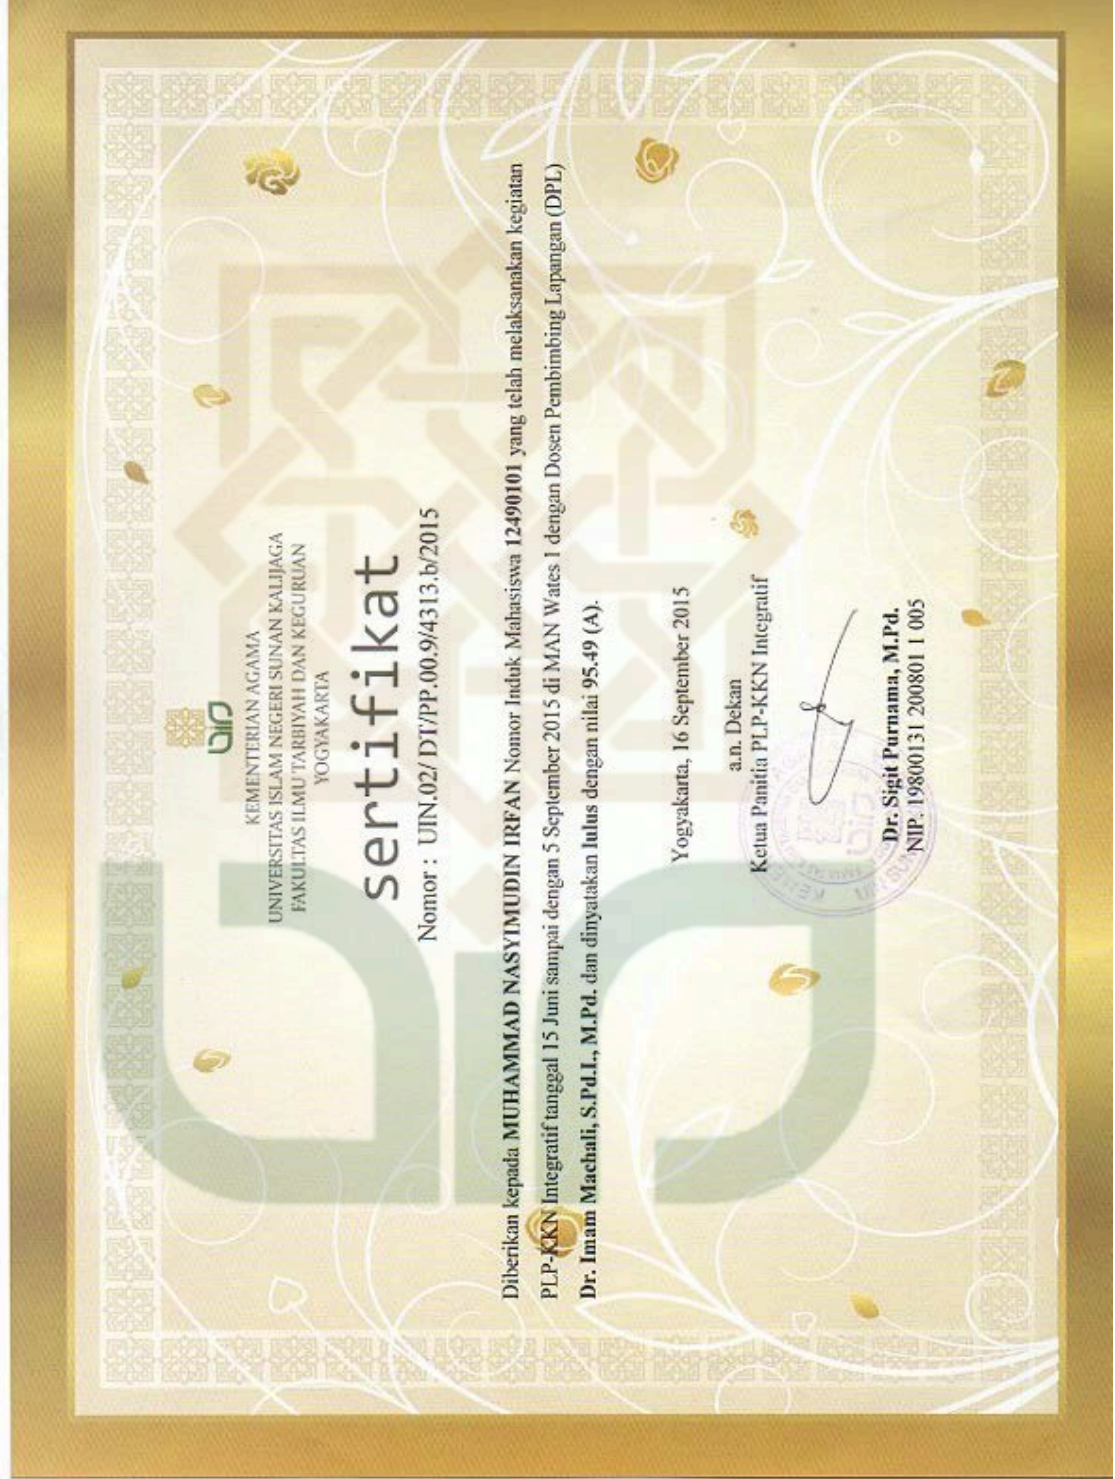 UIN
KEMENTERIAN AGAMA
UNIVERSITAS ISLAM NEGERI SUNAN KALIJAGA
FAKULTAS ILMU TARBIYAH DAN KEGURUAN
YOGYAKARTA
sertifikat
Nomor : UIN.02/ DT/PP.00.9/4313.b/2015
Diberikan kepada MUHAMMAD NASYIMUDIN IRFAN Nomor Induk Mahasiswa 12490101 yang telah melaksanakan kegiatan
PLP-KKN Integratif tanggal 15 Juni sampai dengan 5 September 2015 di MAN Wates 1 dengan Dosen Pembimbing Lapangan (DPL)
Dr. Imam Machali, S.Pd.I., M.Pd. dan dinyatakan lulus dengan nilai 95.49 (A).
Yogyakarta, 16 September 2015
a.n. Dekan
Ketua Panitia PLP-KKN Integratif
Dr. Sigit Purnama, M.Pd.
NIP. 19800131 200801 1 005